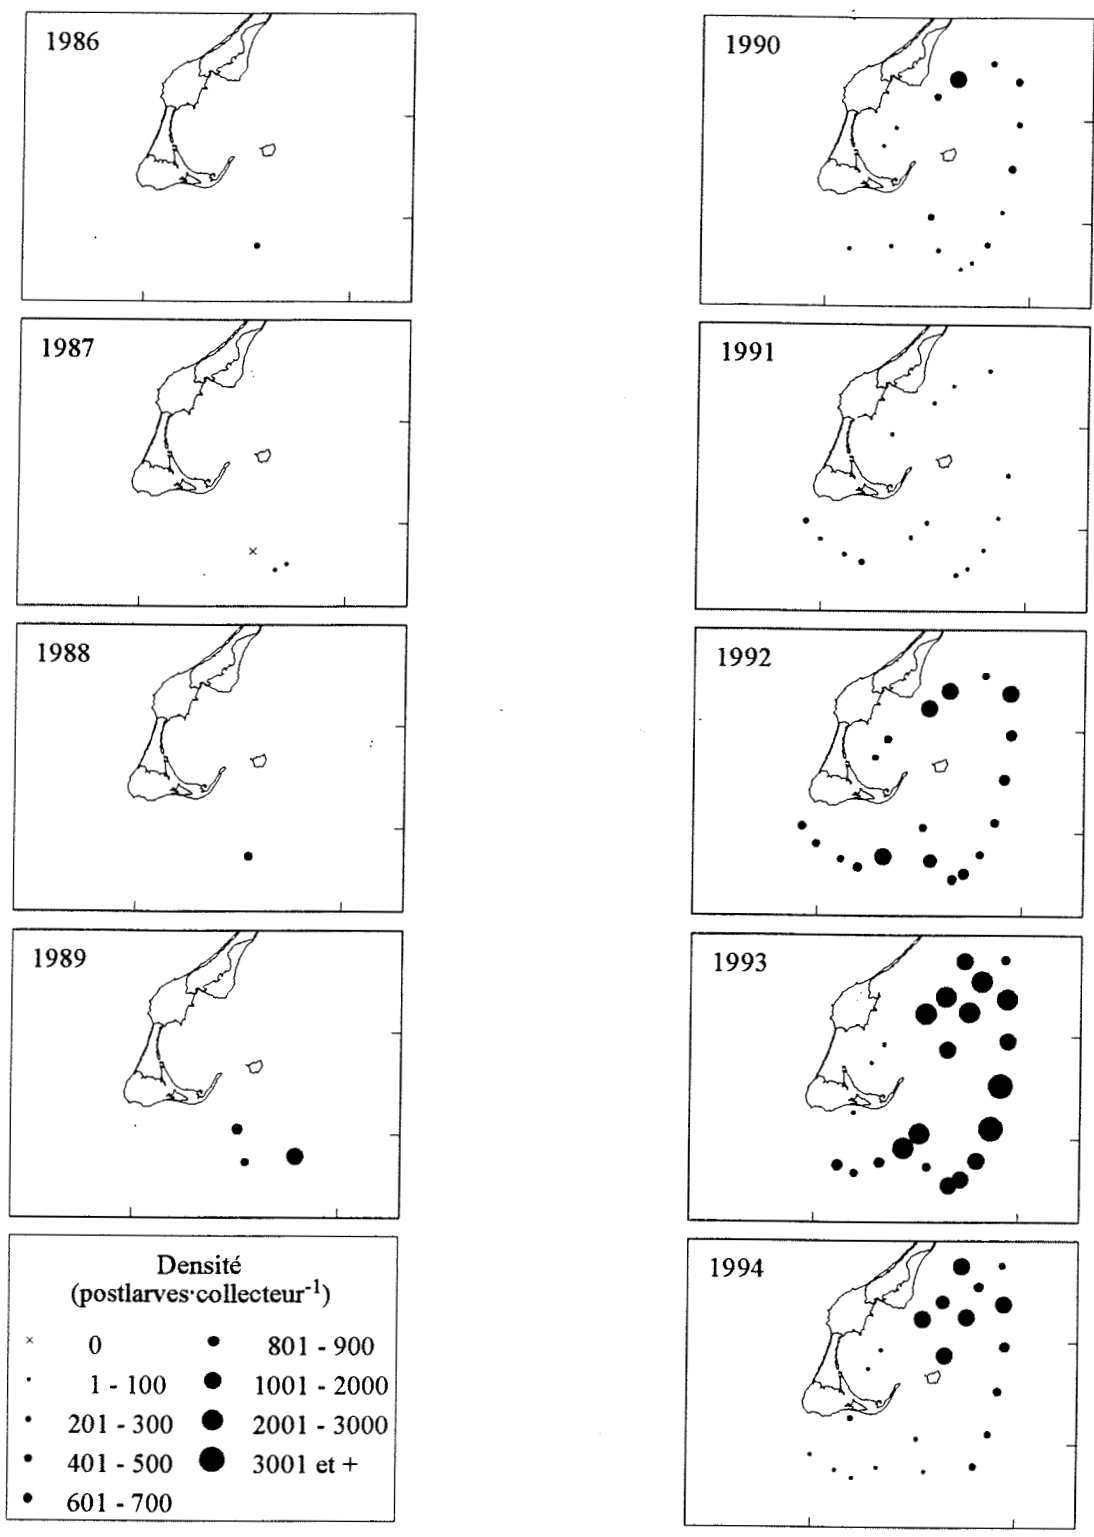 1986
1987
1988
1989
Densité
(postlarves·collecteur⁻¹)
× 0
1 - 100
201 - 300
401 - 500
601 - 700
801 - 900
1001 - 2000
2001 - 3000
3001 et +
1990
1991
1992
1993
1994